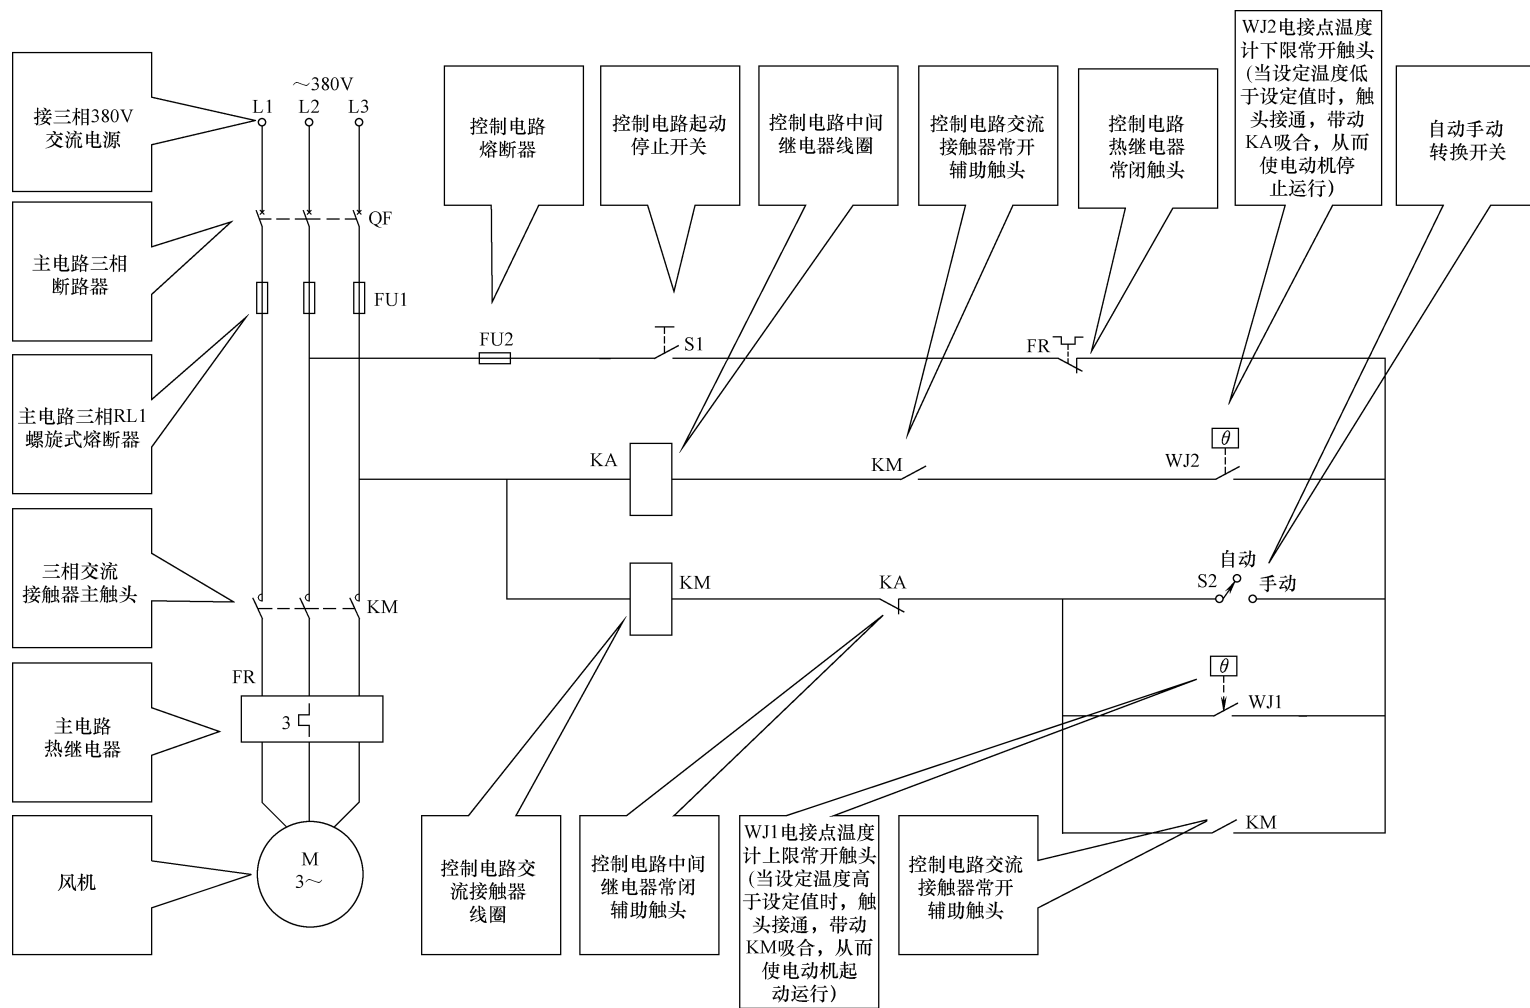 接三相380V
交流电源
主电路三相
断路器
主电路三相RL1
螺旋式熔断器
三相交流
接触器主触头
主电路
热继电器
风机
～380V
L1
L2
L3
QF
FU1
KM
FR
3
M
3～
控制电路
熔断器
控制电路起动
停止开关
控制电路中间
继电器线圈
控制电路交流
接触器常开
辅助触头
控制电路
热继电器
常闭触头
WJ2电接点温度
计下限常开触头
(当设定温度低
于设定值时，触
头接通，带动
KA吸合，从而
使电动机停
止运行)
自动手动
转换开关
FU2
S1
FR
KA
KM
WJ2
θ
KM
KA
S2
自动
手动
θ
WJ1
KM
控制电路交
流接触器
线圈
控制电路中间
继电器常闭
辅助触头
WJ1电接点温度
计上限常开触头
(当设定温度高
于设定值时，触
头接通，带动
KM吸合，从而
使电动机起
动运行)
控制电路交流
接触器常开
辅助触头